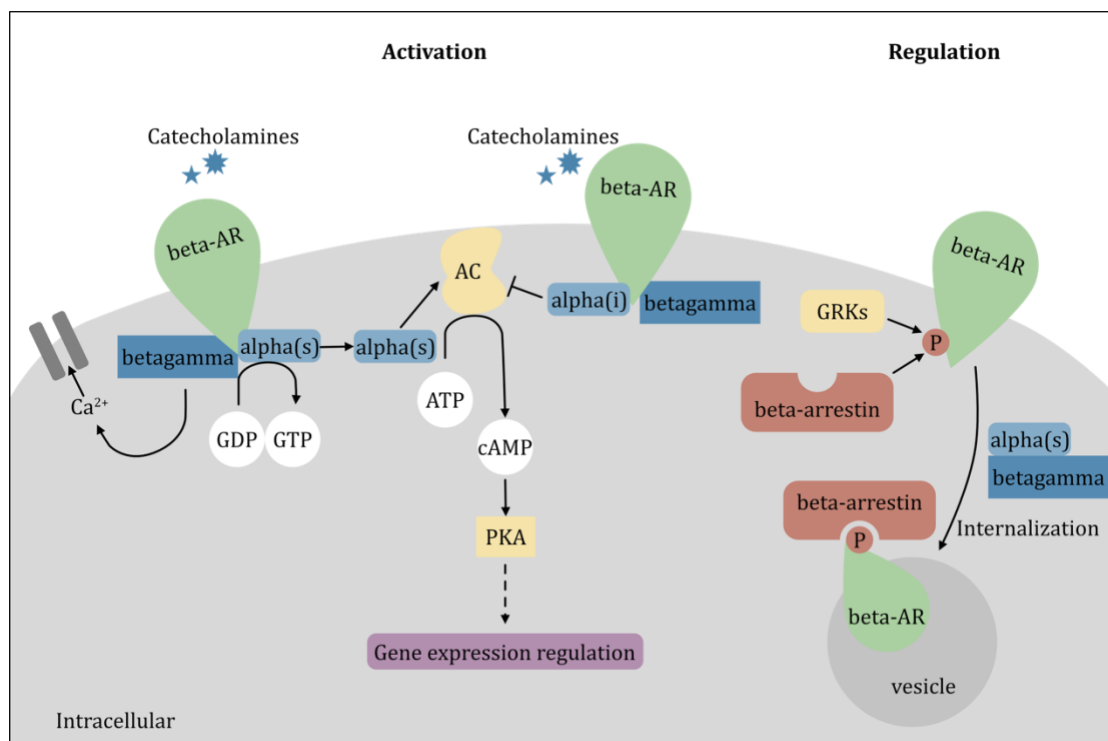 Activation
Regulation
Catecholamines
Catecholamines
beta-AR
beta-AR
beta-AR
AC
alpha(i)
betagamma
GRKs
P
betagamma
alpha(s)
alpha(s)
beta-arrestin
Ca²⁺
GDP
GTP
ATP
cAMP
alpha(s)
betagamma
beta-arrestin
Internalization
PKA
P
beta-AR
Gene expression regulation
vesicle
Intracellular